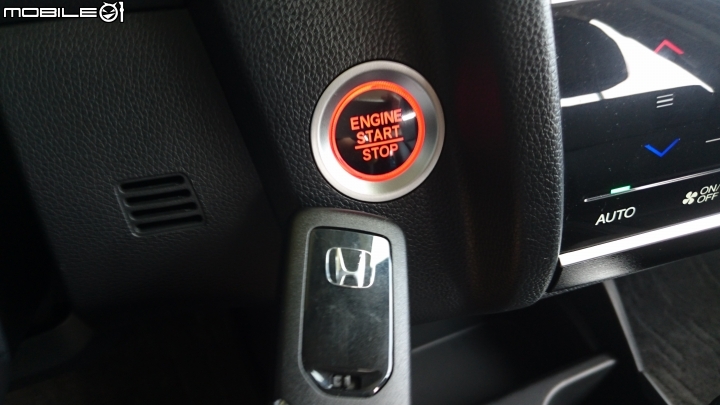 MOBILE01
ENGINE
START
STOP
AUTO
ON/
OFF